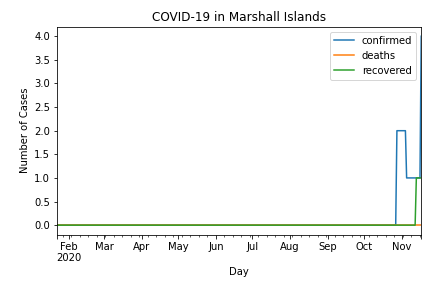 COVID-19 in Marshall Islands
4.0
3.5
3.0
2.5
2.0
1.5
1.0
0.5
0.0
Number of Cases
confirmed
deaths
recovered
Feb Mar Apr May Jun Jul Aug Sep Oct Nov
2020
Day